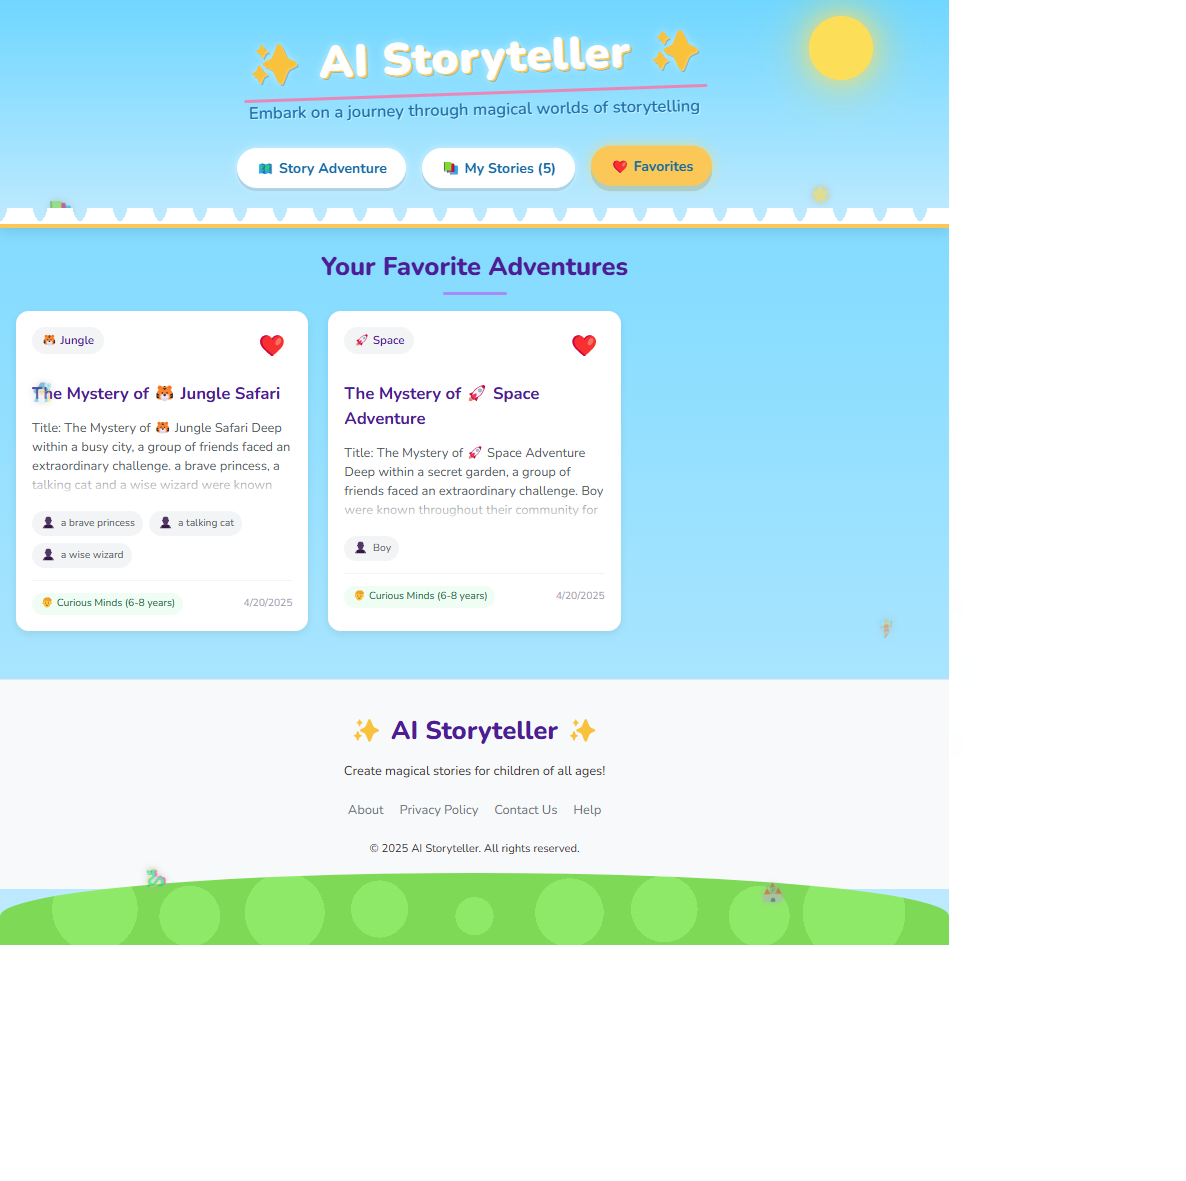 ✨ AI Storyteller ✨
Embark on a journey through magical worlds of storytelling
Story Adventure
My Stories (5)
Favorites
Your Favorite Adventures
Jungle
The Mystery of 🐯 Jungle Safari
Title: The Mystery of 🐯 Jungle Safari Deep
within a busy city, a group of friends faced an
extraordinary challenge. a brave princess, a
talking cat and a wise wizard were known
a brave princess
a talking cat
a wise wizard
Curious Minds (6-8 years)
4/20/2025
Space
The Mystery of 🚀 Space
Adventure
Title: The Mystery of 🚀 Space Adventure
Deep within a secret garden, a group of
friends faced an extraordinary challenge. Boy
were known throughout their community for
Boy
Curious Minds (6-8 years)
4/20/2025
✨ AI Storyteller ✨
Create magical stories for children of all ages!
About
Privacy Policy
Contact Us
Help
© 2025 AI Storyteller. All rights reserved.